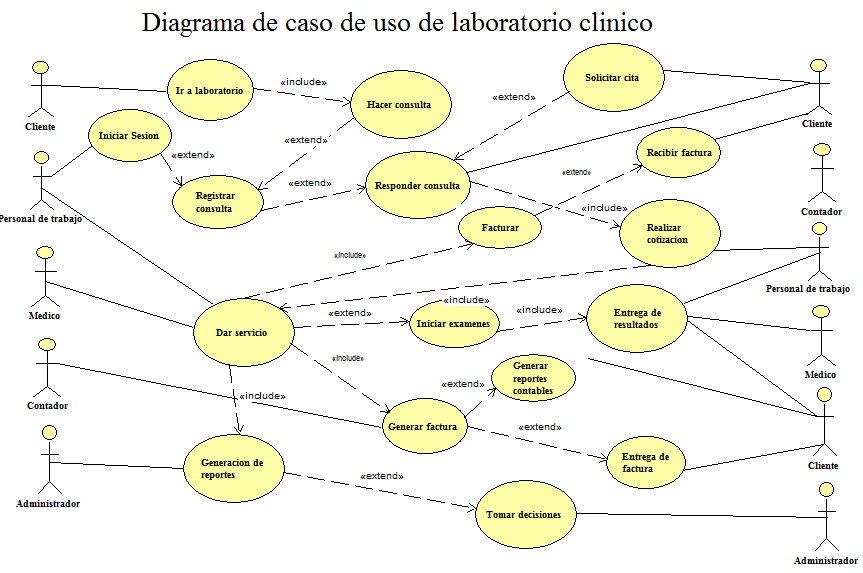 Diagrama de caso de uso de laboratorio clinico
Cliente
Ir a laboratorio
«include»
Hacer consulta
Solicitar cita
«extend»
Cliente
Iniciar Sesion
«extend»
«extend»
Recibir factura
Personal de trabajo
Registrar
consulta
«extend»
Responder consulta
«extend»
«include»
Contador
Facturar
Realizar
cotizacion
«include»
Personal de trabajo
Medico
Dar servicio
«extend»
Iniciar examenes
«include»
«include»
Entrega de
resultados
Medico
«include»
Generar
reportes
contables
«extend»
Contador
«include»
Generar factura
«extend»
Entrega de
factura
Cliente
Administrador
Generacion de
reportes
«extend»
Tomar decisiones
Administrador